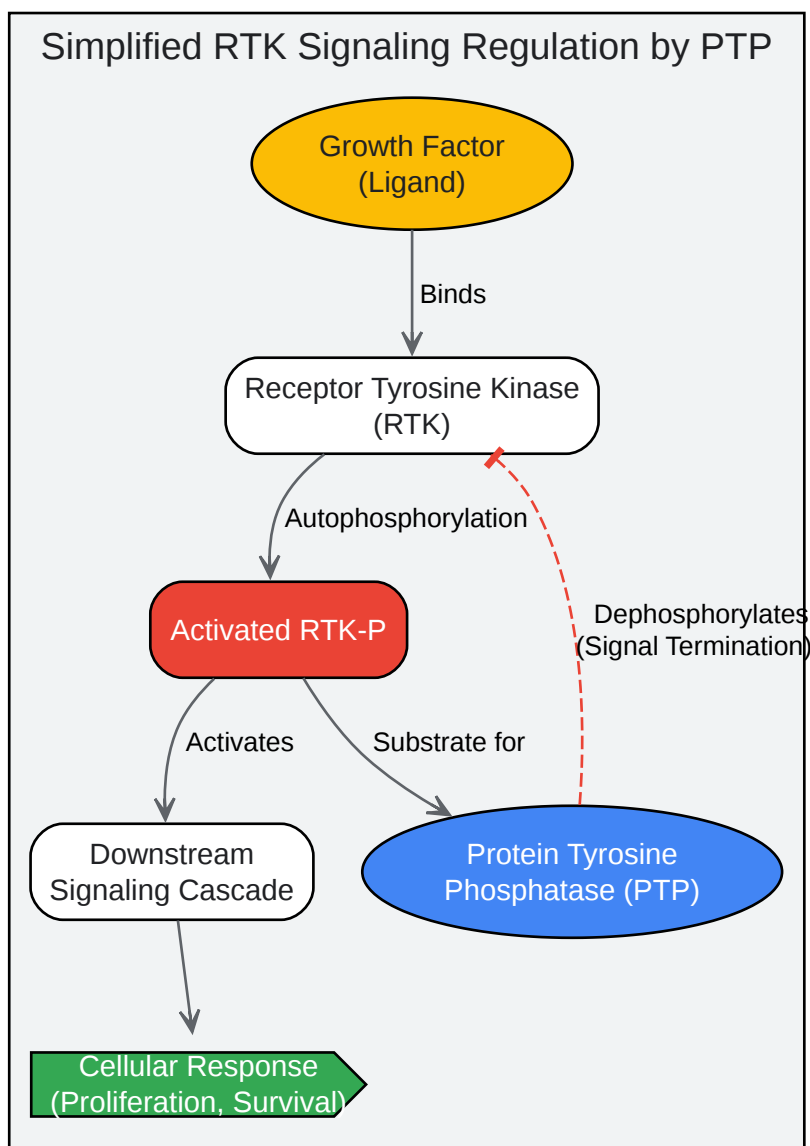 Simplified RTK Signaling Regulation by PTP
Growth Factor
(Ligand)
Binds
Receptor Tyrosine Kinase
(RTK)
Autophosphorylation
Dephosphorylates
(Signal Termination)
Activated RTK-P
Activates
Substrate for
Downstream
Signaling Cascade
Protein Tyrosine
Phosphatase (PTP)
Cellular Response
(Proliferation, Survival)